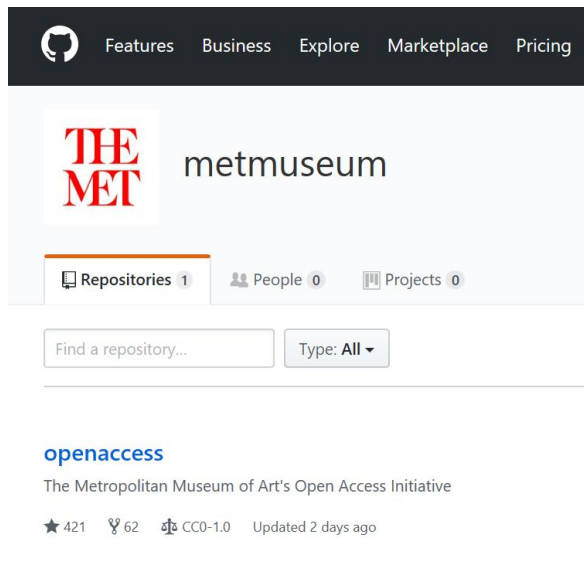 Features Business Explore Marketplace Pricing
THE
MET
metmuseum
Repositories 1 People 0 Projects 0
Find a repository... Type: All
openaccess
The Metropolitan Museum of Art's Open Access Initiative
421 62 CC0-1.0 Updated 2 days ago